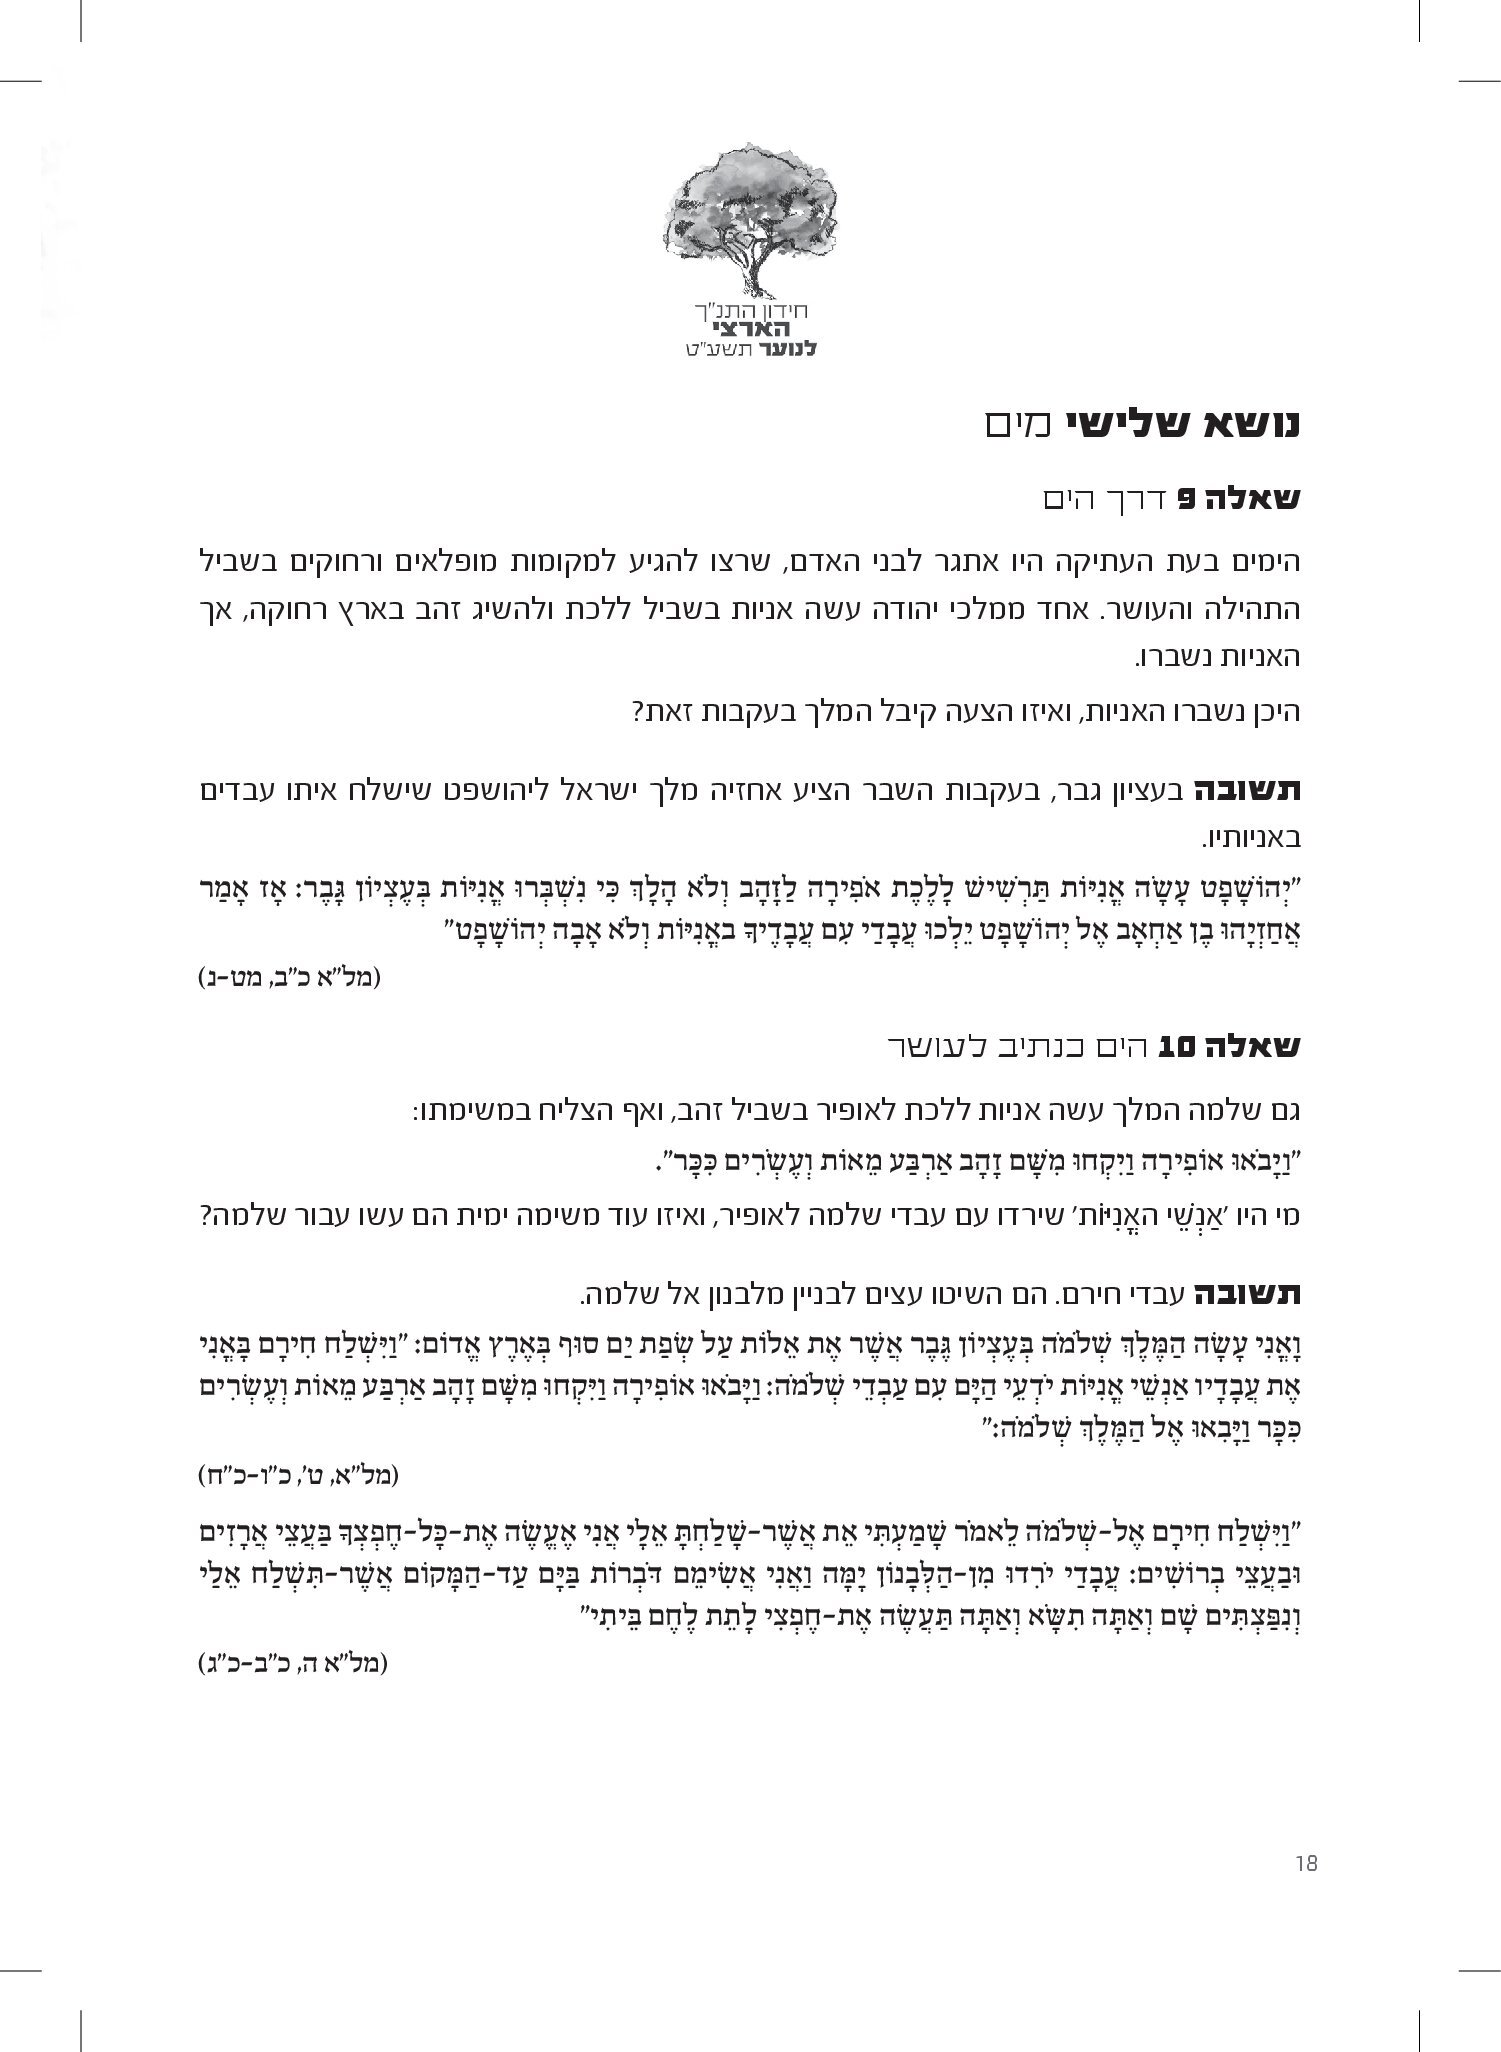 חידון התנ"ך
הארצי
לנוער תשע"ט
נושא שלישי מים
שאלה 9 דרך הים
הימים בעת העתיקה היו אתגר לבני האדם, שרצו להגיע למקומות מופלאים ורחוקים בשביל
התהילה והעושר. אחד ממלכי יהודה עשה אניות בשביל ללכת ולהשיג זהב בארץ רחוקה, אך
האניות נשברו.
היכן נשברו האניות, ואיזו הצעה קיבל המלך בעקבות זאת?
תשובה בעציון גבר, בעקבות השבר הציע אחזיה מלך ישראל ליהושפט שישלח איתו עבדים
באניותיו.
"יְהוֹשָׁפָט עָשָׂה אֳנִיּוֹת תַּרְשִׁישׁ לָלֶכֶת אֹפִירָה לַזָּהָב וְלֹא הָלָךְ כִּי נִשְׁבְּרוּ אֳנִיּוֹת בְּעֶצְיוֹן גָּבֶר: אָז אָמַר
אֲחַזְיָהוּ בֶן אַחְאָב אֶל יְהוֹשָׁפָט יֵלְכוּ עֲבָדַי עִם עֲבָדֶיךָ באֳנִיּוֹת וְלֹא אָבָה יְהוֹשָׁפָט"
(מל"א כ"ב, מט-נ)
שאלה 10 הים כנתיב לעושר
גם שלמה המלך עשה אניות ללכת לאופיר בשביל זהב, ואף הצליח במשימתו:
"וַיָּבֹאוּ אוֹפִירָה וַיִּקְחוּ מִשָּׁם זָהָב אַרְבַּע מֵאוֹת וְעֶשְׂרִים כִּכָּר".
מי היו 'אַנְשֵׁי האֳנִיּוֹת' שירדו עם עבדי שלמה לאופיר, ואיזו עוד משימה ימית הם עשו עבור שלמה?
תשובה עבדי חירם. הם השיטו עצים לבניין מלבנון אל שלמה.
וָאֳנִי עָשָׂה הַמֶּלֶךְ שְׁלֹמֹה בְּעֶצְיוֹן גֶּבֶר אֲשֶׁר אֶת אֵלוֹת עַל שְׂפַת יַם סוּף בְּאֶרֶץ אֱדוֹם: "וַיִּשְׁלַח חִירָם בָּאֳנִי
אֶת עֲבָדָיו אַנְשֵׁי אֳנִיּוֹת יֹדְעֵי הַיָּם עִם עַבְדֵי שְׁלֹמֹה: וַיָּבֹאוּ אוֹפִירָה וַיִּקְחוּ מִשָּׁם זָהָב אַרְבַּע מֵאוֹת וְעֶשְׂרִים
כִּכָּר וַיָּבִאוּ אֶל הַמֶּלֶךְ שְׁלֹמֹה:"
(מל"א, ט', כ"ו-כ"ח)
"וַיִּשְׁלַח חִירָם אֶל-שְׁלֹמֹה לֵאמֹר שָׁמַעְתִּי אֵת אֲשֶׁר-שָׁלַחְתָּ אֵלָי אֲנִי אֶעֱשֶׂה אֶת-כָּל-חֶפְצְךָ בַּעֲצֵי אֲרָזִים
וּבַעֲצֵי בְרוֹשִׁים: עֲבָדַי יֹרִדוּ מִן-הַלְּבָנוֹן יָמָּה וַאֲנִי אֲשִׂימֵם דֹּבְרוֹת בַּיָּם עַד-הַמָּקוֹם אֲשֶׁר-תִּשְׁלַח אֵלַי
וְנִפַּצְתִּים שָׁם וְאַתָּה תִשָּׂא וְאַתָּה תַּעֲשֶׂה אֶת-חֶפְצִי לָתֵת לֶחֶם בֵּיתִי"
(מל"א ה, כ"ב-כ"ג)
18